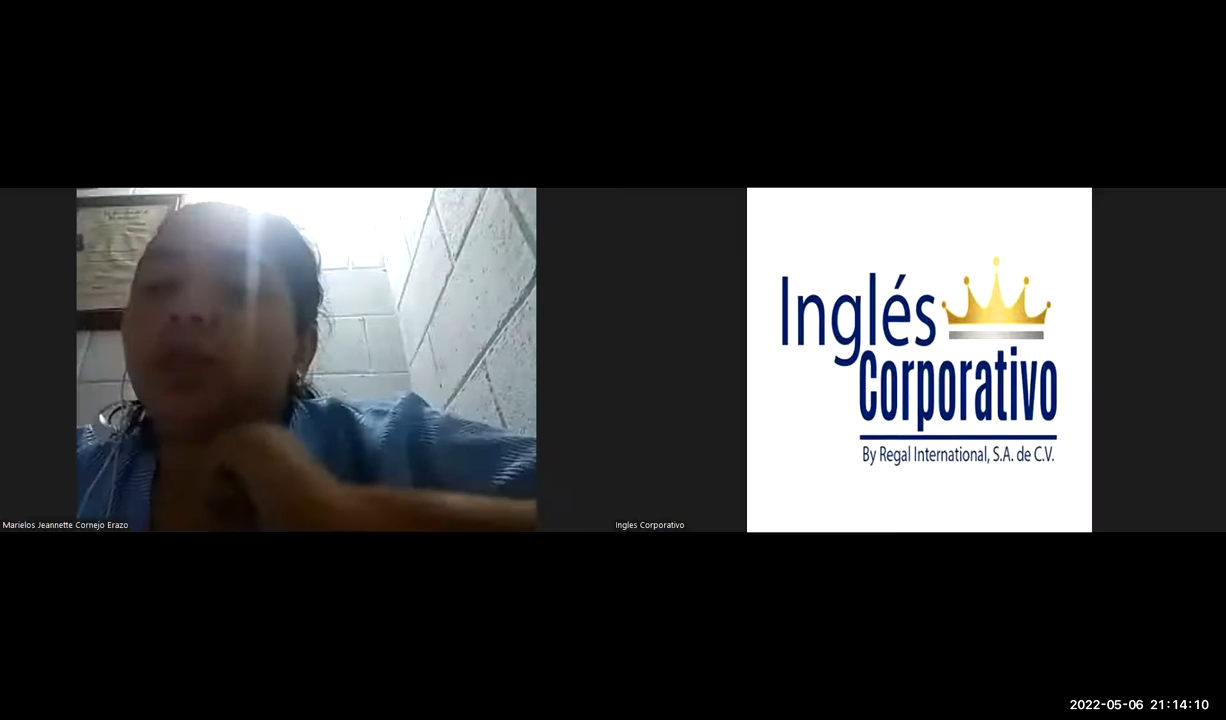 Marielos Jeannette Cornejo Erazo
Inglés
Corporativo
By Regal International, S.A. de C.V.
Ingles Corporativo
2022-05-06 21:14:10